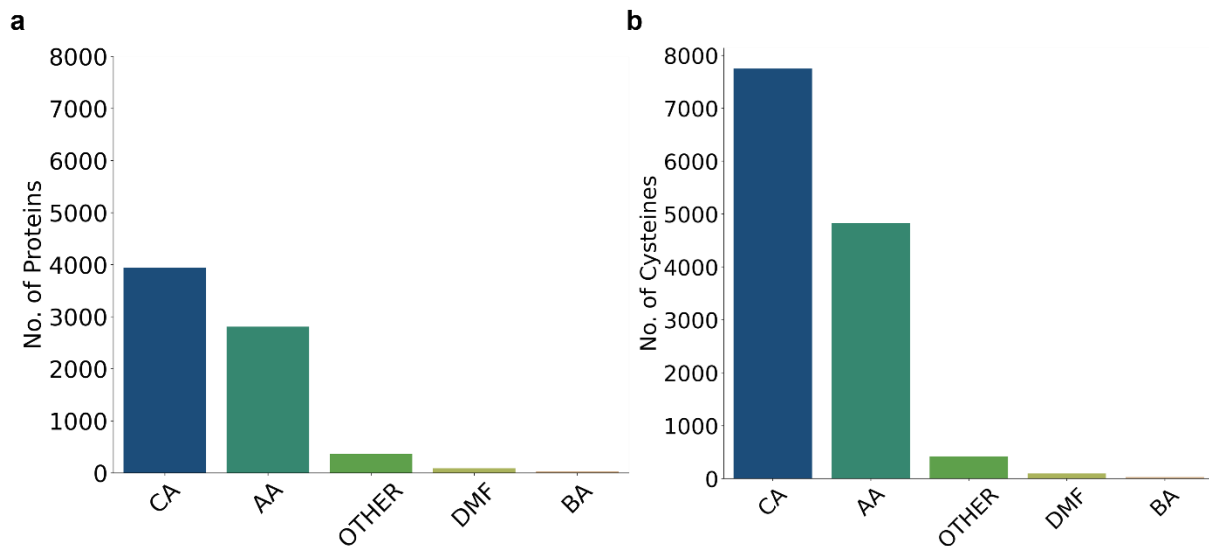 a
8000
7000
6000
5000
4000
3000
2000
1000
0
No. of Proteins
CA
AA
OTHER
DMF
BA
b
8000
7000
6000
5000
4000
3000
2000
1000
0
No. of Cysteines
CA
AA
OTHER
DMF
BA